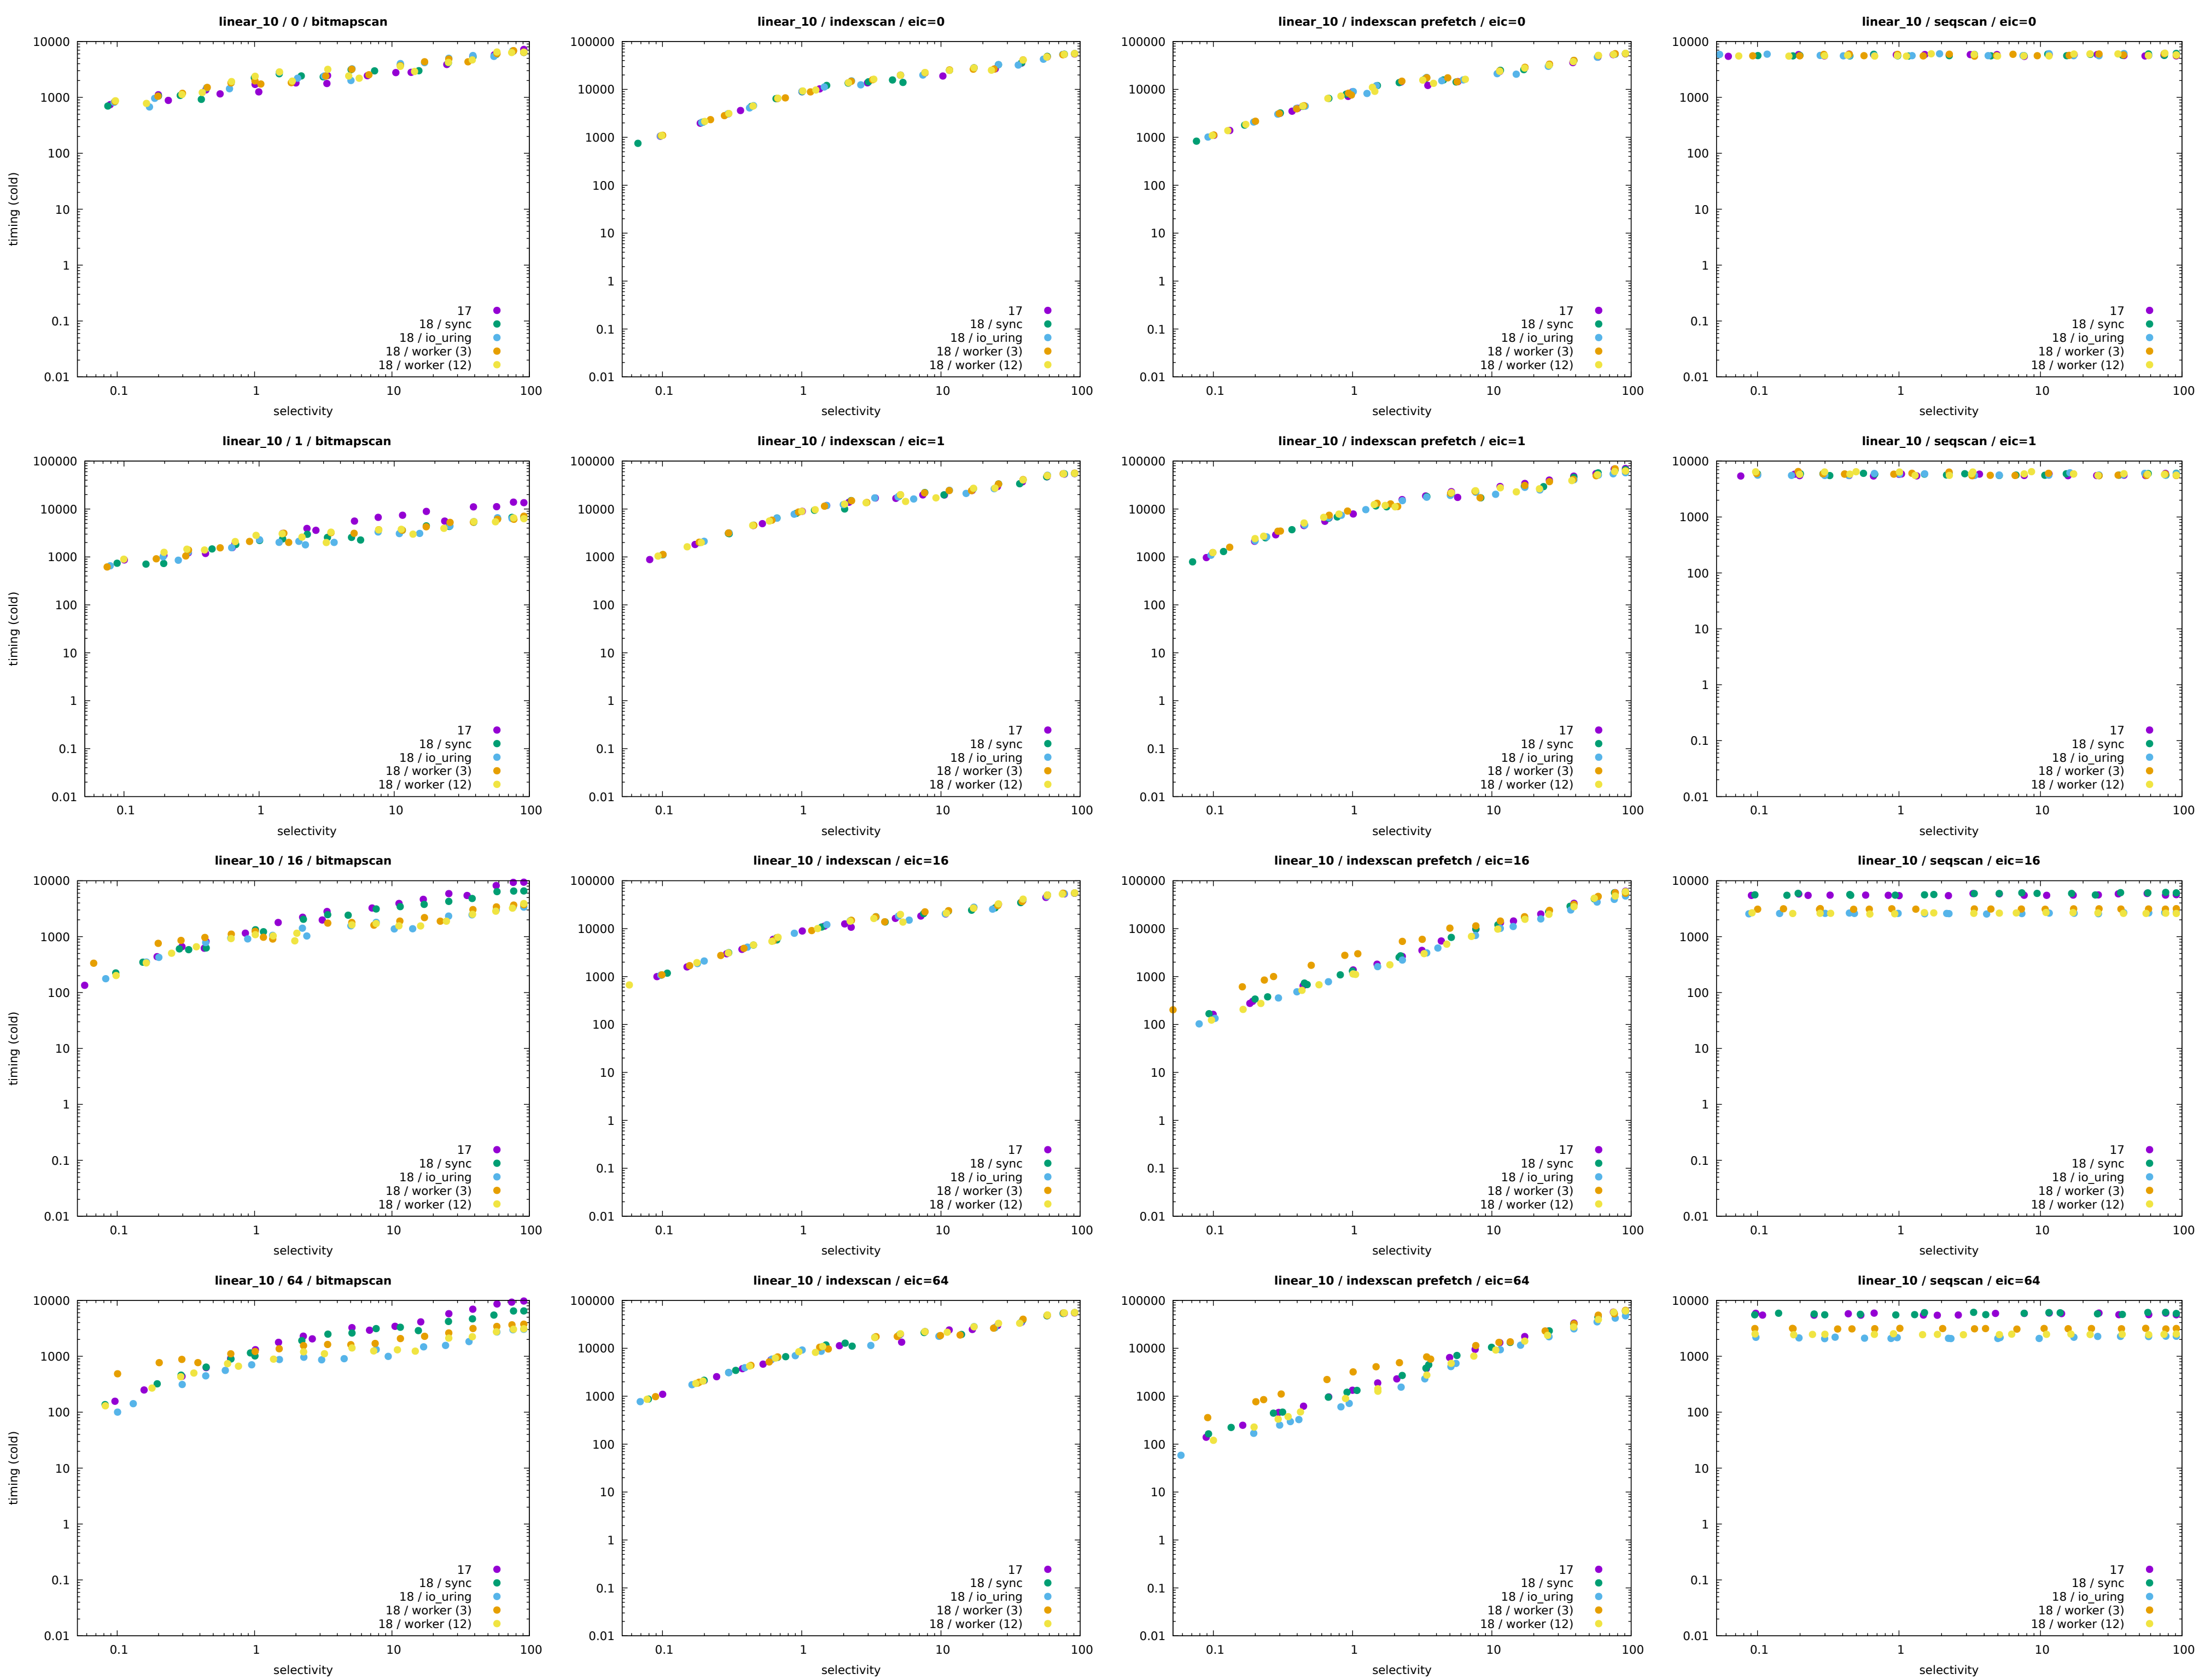 linear_10 / 0 / bitmapscan
10000
1000
100
10
1
0.1
0.01
timing (cold)
17
18 / sync
18 / io_uring
18 / worker (3)
18 / worker (12)
0.1 1 10 100
selectivity
linear_10 / indexscan / eic=0
100000
10000
1000
100
10
1
0.1
0.01
17
18 / sync
18 / io_uring
18 / worker (3)
18 / worker (12)
0.1 1 10 100
selectivity
linear_10 / indexscan prefetch / eic=0
100000
10000
1000
100
10
1
0.1
0.01
17
18 / sync
18 / io_uring
18 / worker (3)
18 / worker (12)
0.1 1 10 100
selectivity
linear_10 / seqscan / eic=0
10000
1000
100
10
1
0.1
0.01
17
18 / sync
18 / io_uring
18 / worker (3)
18 / worker (12)
0.1 1 10 100
selectivity
linear_10 / 1 / bitmapscan
100000
10000
1000
100
10
1
0.1
0.01
timing (cold)
17
18 / sync
18 / io_uring
18 / worker (3)
18 / worker (12)
0.1 1 10 100
selectivity
linear_10 / indexscan / eic=1
100000
10000
1000
100
10
1
0.1
0.01
17
18 / sync
18 / io_uring
18 / worker (3)
18 / worker (12)
0.1 1 10 100
selectivity
linear_10 / indexscan prefetch / eic=1
100000
10000
1000
100
10
1
0.1
0.01
17
18 / sync
18 / io_uring
18 / worker (3)
18 / worker (12)
0.1 1 10 100
selectivity
linear_10 / seqscan / eic=1
10000
1000
100
10
1
0.1
0.01
17
18 / sync
18 / io_uring
18 / worker (3)
18 / worker (12)
0.1 1 10 100
selectivity
linear_10 / 16 / bitmapscan
10000
1000
100
10
1
0.1
0.01
timing (cold)
17
18 / sync
18 / io_uring
18 / worker (3)
18 / worker (12)
0.1 1 10 100
selectivity
linear_10 / indexscan / eic=16
100000
10000
1000
100
10
1
0.1
0.01
17
18 / sync
18 / io_uring
18 / worker (3)
18 / worker (12)
0.1 1 10 100
selectivity
linear_10 / indexscan prefetch / eic=16
100000
10000
1000
100
10
1
0.1
0.01
17
18 / sync
18 / io_uring
18 / worker (3)
18 / worker (12)
0.1 1 10 100
selectivity
linear_10 / seqscan / eic=16
10000
1000
100
10
1
0.1
0.01
17
18 / sync
18 / io_uring
18 / worker (3)
18 / worker (12)
0.1 1 10 100
selectivity
linear_10 / 64 / bitmapscan
10000
1000
100
10
1
0.1
0.01
timing (cold)
17
18 / sync
18 / io_uring
18 / worker (3)
18 / worker (12)
0.1 1 10 100
selectivity
linear_10 / indexscan / eic=64
100000
10000
1000
100
10
1
0.1
0.01
17
18 / sync
18 / io_uring
18 / worker (3)
18 / worker (12)
0.1 1 10 100
selectivity
linear_10 / indexscan prefetch / eic=64
100000
10000
1000
100
10
1
0.1
0.01
17
18 / sync
18 / io_uring
18 / worker (3)
18 / worker (12)
0.1 1 10 100
selectivity
linear_10 / seqscan / eic=64
10000
1000
100
10
1
0.1
0.01
17
18 / sync
18 / io_uring
18 / worker (3)
18 / worker (12)
0.1 1 10 100
selectivity